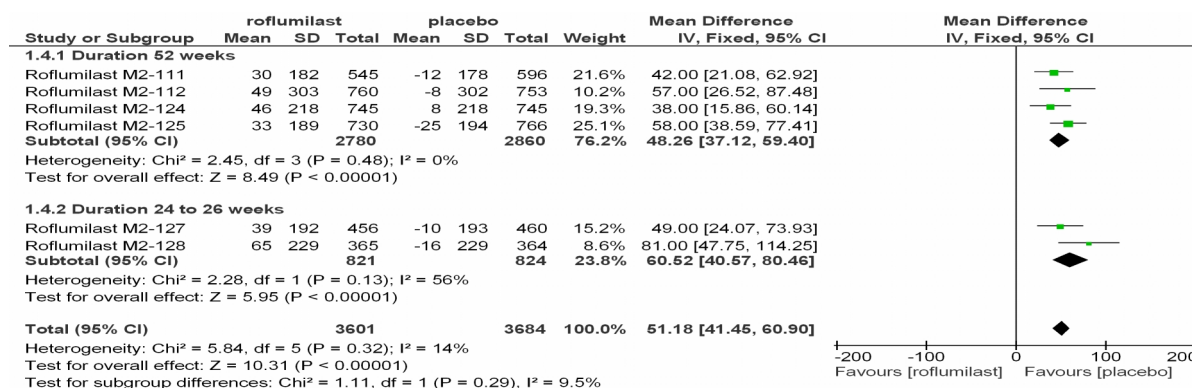 roflumilast placebo Mean Difference Mean Difference
Study or Subgroup Mean SD Total Mean SD Total Weight IV, Fixed, 95% CI IV, Fixed, 95% CI
1.4.1 Duration 52 weeks
Roflumilast M2-111 30 182 545 -12 178 596 21.6% 42.00 [21.08, 62.92]
Roflumilast M2-112 49 303 760 -8 302 753 10.2% 57.00 [26.52, 87.48]
Roflumilast M2-124 46 218 745 8 218 745 19.3% 38.00 [15.86, 60.14]
Roflumilast M2-125 33 189 730 -25 194 766 25.1% 58.00 [38.59, 77.41]
Subtotal (95% CI) 2780 2860 76.2% 48.26 [37.12, 59.40]
Heterogeneity: Chi² = 2.45, df = 3 (P = 0.48); I² = 0%
Test for overall effect: Z = 8.49 (P < 0.00001)
1.4.2 Duration 24 to 26 weeks
Roflumilast M2-127 39 192 456 -10 193 460 15.2% 49.00 [24.07, 73.93]
Roflumilast M2-128 65 229 365 -16 229 364 8.6% 81.00 [47.75, 114.25]
Subtotal (95% CI) 821 824 23.8% 60.52 [40.57, 80.46]
Heterogeneity: Chi² = 2.28, df = 1 (P = 0.13); I² = 56%
Test for overall effect: Z = 5.95 (P < 0.00001)
Total (95% CI) 3601 3684 100.0% 51.18 [41.45, 60.90]
Heterogeneity: Chi² = 5.84, df = 5 (P = 0.32); I² = 14%
Test for overall effect: Z = 10.31 (P < 0.00001)
Test for subgroup differences: Chi² = 1.11, df = 1 (P = 0.29), I² = 9.5%
-200 -100 0 100 200
Favours [roflumilast] Favours [placebo]